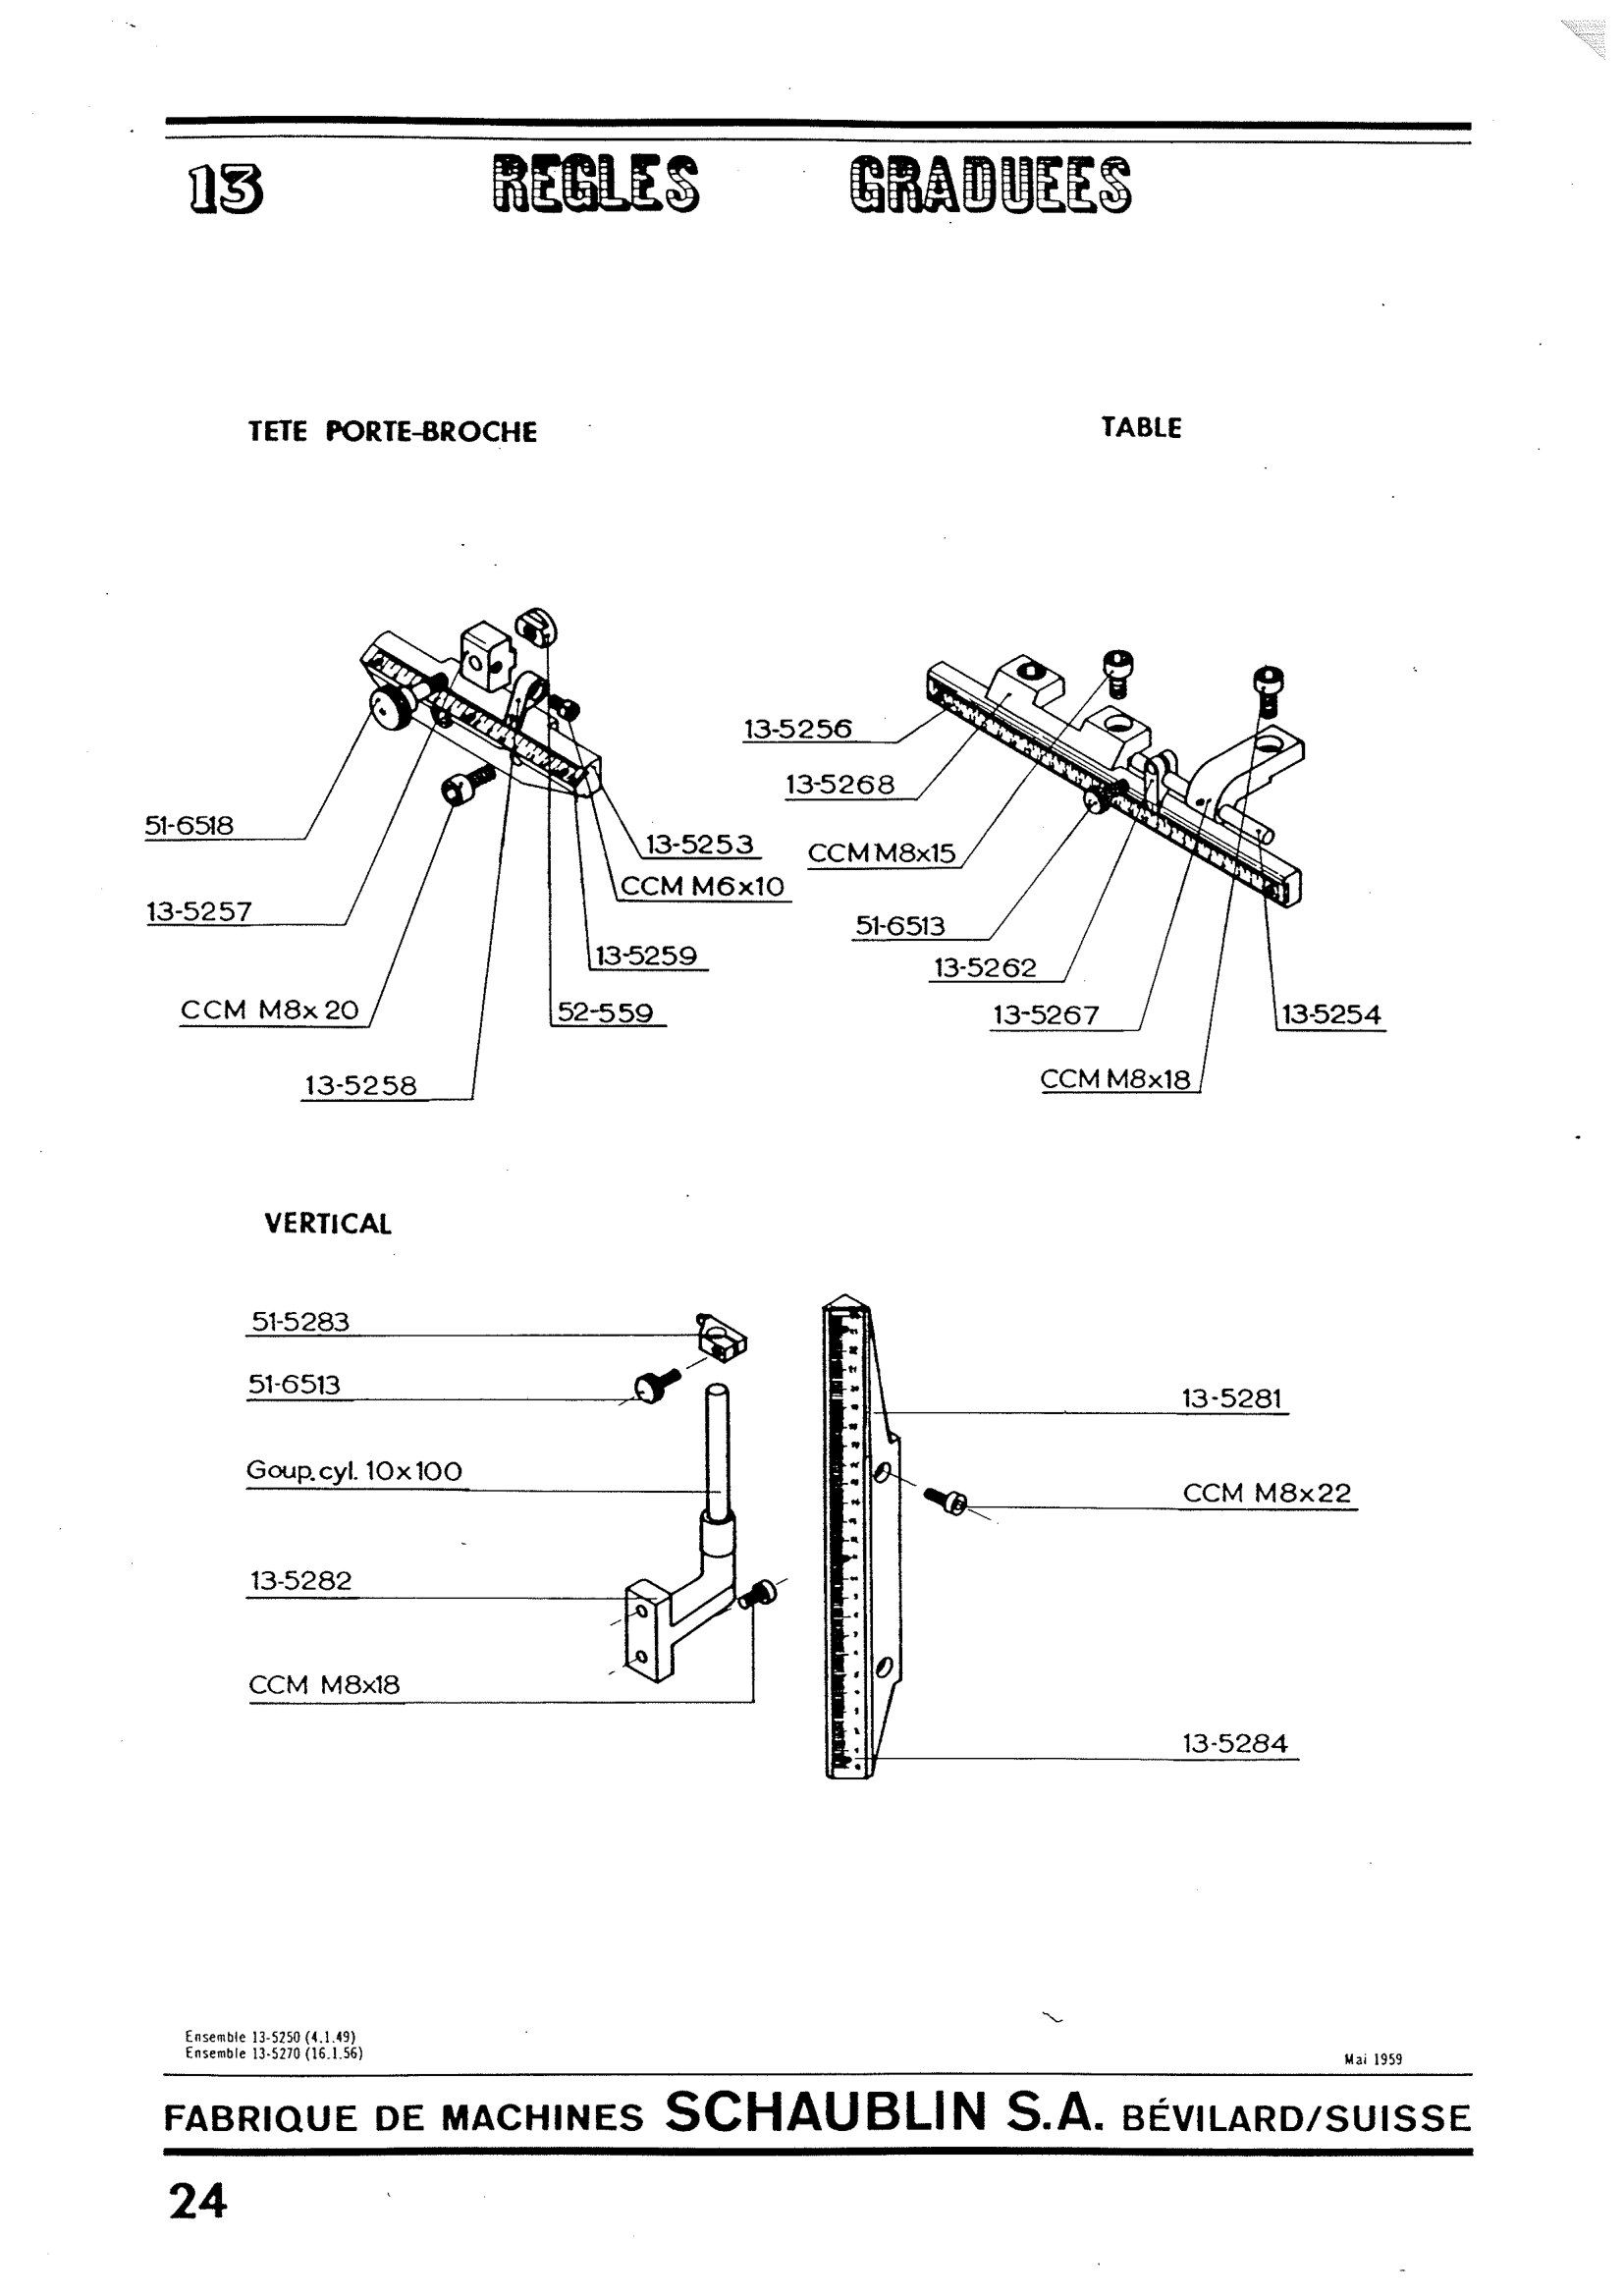 13 REGLES GRADUEES
TETE PORTE-BROCHE
TABLE
51-6518
13-5257
CCM M8x20
13-5258
13-5253
CCM M6x10
13-5259
52-559
13-5256
13-5268
CCM M8x15
51-6513
13-5262
13-5267
CCM M8x18
13-5254
VERTICAL
51-5283
51-6513
Goup.cyl. 10x100
13-5282
CCM M8x18
13-5281
CCM M8x22
13-5284
Ensemble 13-5250 (4.1.49)
Ensemble 13-5270 (16.1.56)
Mai 1959
FABRIQUE DE MACHINES SCHAUBLIN S.A. BÉVILARD/SUISSE
24